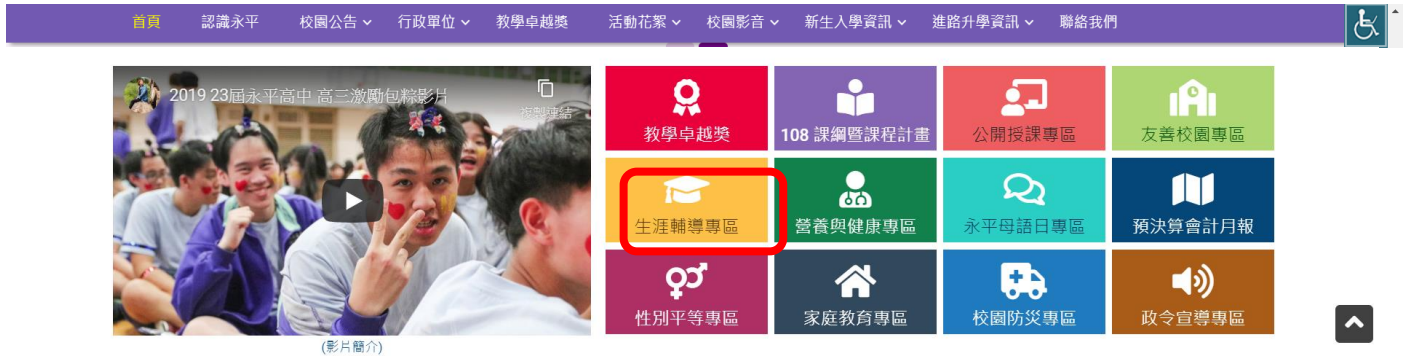 首頁 認識永平 校園公告 行政單位 教學卓越獎 活動花絮 校園影音 新生入學資訊 進路升學資訊 聯絡我們
2019 23屆永平高中 高三激勵包粽影片
複製連結
教學卓越獎 108 課綱暨課程計畫 公開授課專區 友善校園專區
生涯輔導專區 營養與健康專區 永平母語日專區 預決算會計月報
性別平等專區 家庭教育專區 校園防災專區 政令宣導專區
(影片簡介)